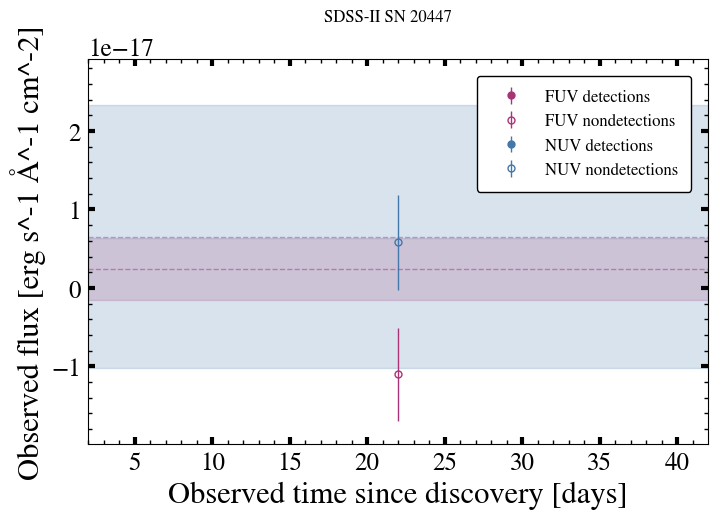 SDSS-II SN 20447
1e−17
Observed flux [erg s^-1 Å^-1 cm^-2]
2
1
0
−1
FUV detections
FUV nondetections
NUV detections
NUV nondetections
5 10 15 20 25 30 35 40
Observed time since discovery [days]